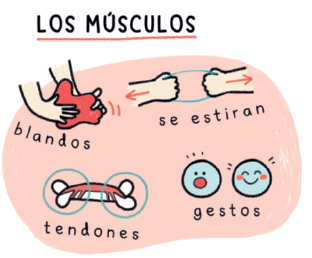 LOS MÚSCULOS
blandos
se estiran
tendones
gestos